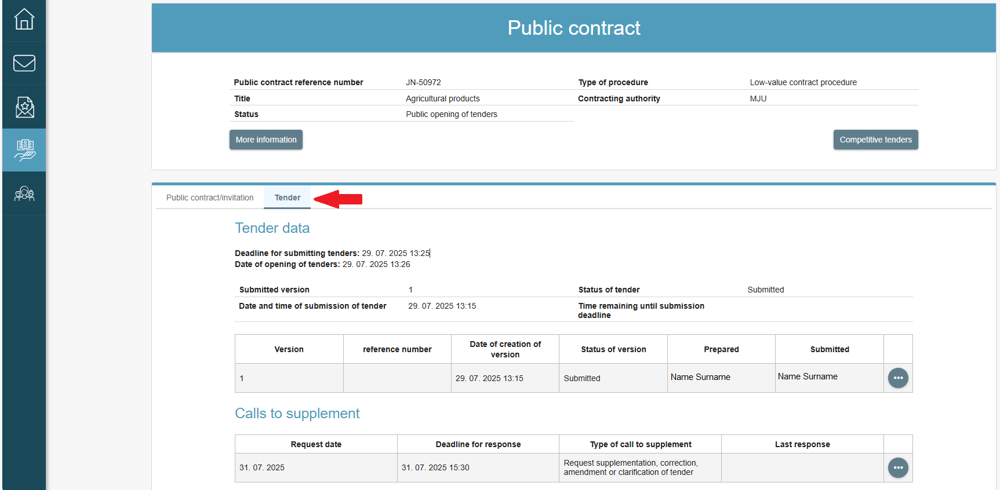 Public contract
Public contract reference number JN-50972 Type of procedure Low-value contract procedure
Title Agricultural products Contracting authority MJU
Status Public opening of tenders
More information Competitive tenders
Public contract/invitation Tender
Tender data
Deadline for submitting tenders: 29. 07. 2025 13:25
Date of opening of tenders: 29. 07. 2025 13:26
Submitted version 1 Status of tender Submitted
Date and time of submission of tender 29. 07. 2025 13:15 Time remaining until submission
deadline
Version reference number Date of creation of
version Status of version Prepared Submitted
1 29. 07. 2025 13:15 Submitted Name Surname Name Surname
Calls to supplement
Request date Deadline for response Type of call to supplement Last response
31. 07. 2025 31. 07. 2025 15:30 Request supplementation, correction,
amendment or clarification of tender